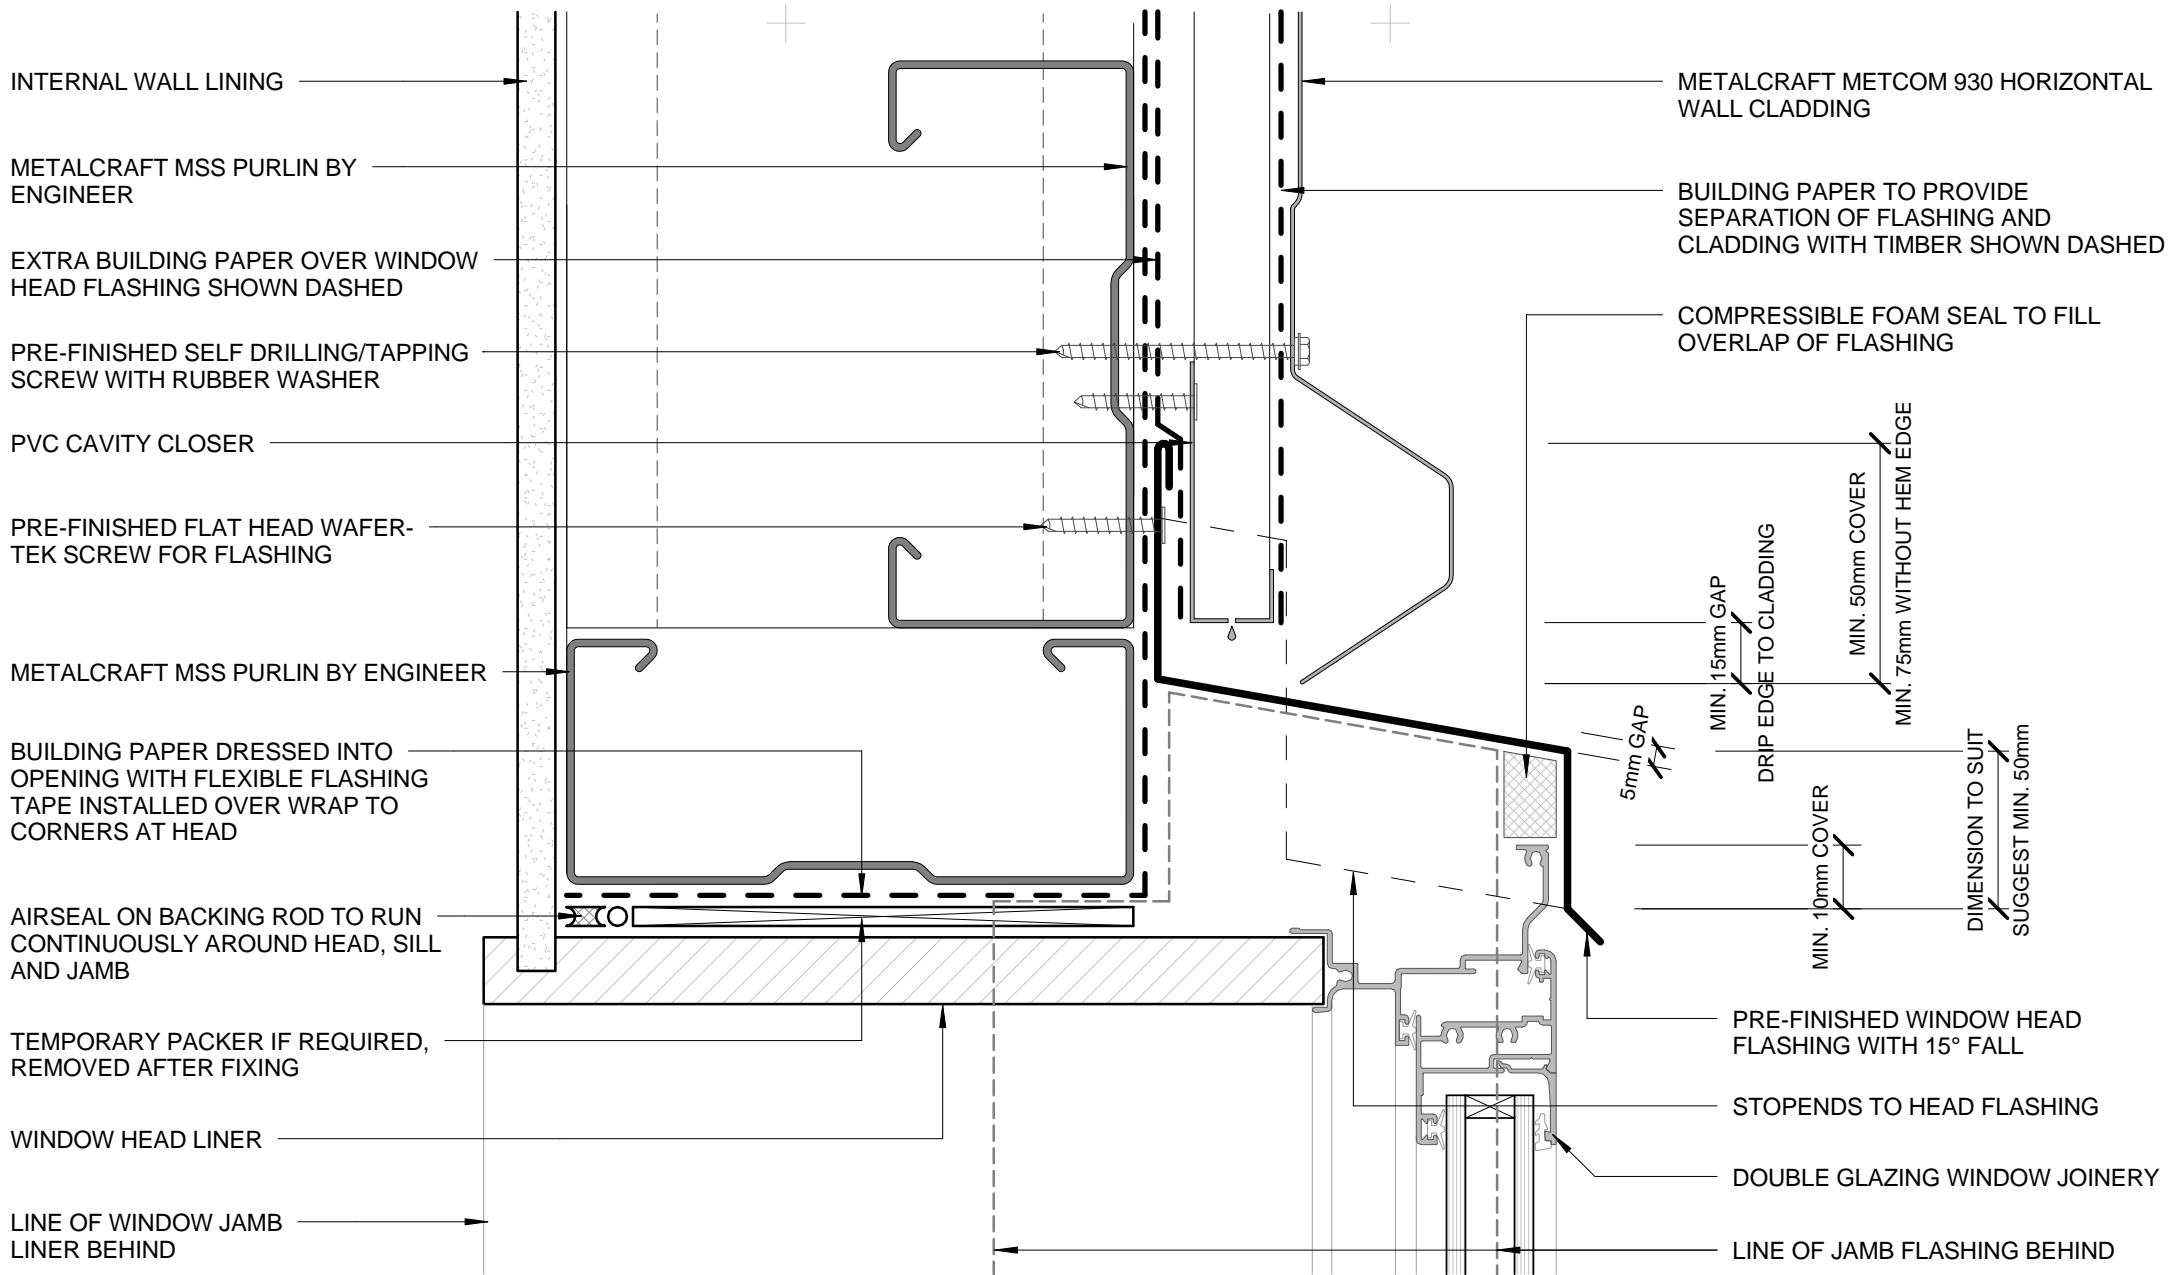 INTERNAL WALL LINING
METALCRAFT MSS PURLIN BY
ENGINEER
EXTRA BUILDING PAPER OVER WINDOW
HEAD FLASHING SHOWN DASHED
PRE-FINISHED SELF DRILLING/TAPPING
SCREW WITH RUBBER WASHER
PVC CAVITY CLOSER
PRE-FINISHED FLAT HEAD WAFER-
TEK SCREW FOR FLASHING
METALCRAFT MSS PURLIN BY ENGINEER
BUILDING PAPER DRESSED INTO
OPENING WITH FLEXIBLE FLASHING
TAPE INSTALLED OVER WRAP TO
CORNERS AT HEAD
AIRSEAL ON BACKING ROD TO RUN
CONTINUOUSLY AROUND HEAD, SILL
AND JAMB
TEMPORARY PACKER IF REQUIRED,
REMOVED AFTER FIXING
WINDOW HEAD LINER
LINE OF WINDOW JAMB
LINER BEHIND
METALCRAFT METCOM 930 HORIZONTAL
WALL CLADDING
BUILDING PAPER TO PROVIDE
SEPARATION OF FLASHING AND
CLADDING WITH TIMBER SHOWN DASHED
COMPRESSIBLE FOAM SEAL TO FILL
OVERLAP OF FLASHING
5mm GAP
MIN. 15mm GAP
DRIP EDGE TO CLADDING
MIN. 10mm COVER
MIN. 50mm COVER
MIN. 75mm WITHOUT HEM EDGE
DIMENSION TO SUIT
SUGGEST MIN. 50mm
PRE-FINISHED WINDOW HEAD
FLASHING WITH 15° FALL
STOPENDS TO HEAD FLASHING
DOUBLE GLAZING WINDOW JOINERY
LINE OF JAMB FLASHING BEHIND